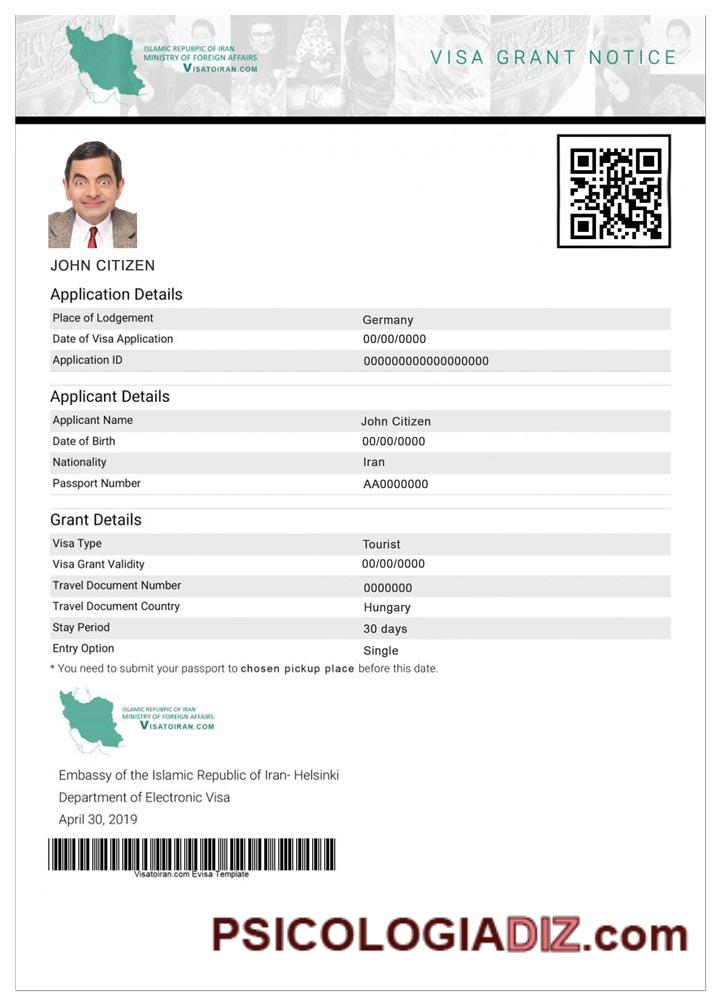 ISLAMIC REPUBPIC OF IRAN
MINISTRY OF FOREIGN AFFAIRS
VISATOIRAN.COM
VISA GRANT NOTICE
JOHN CITIZEN
Application Details
Place of Lodgement Germany
Date of Visa Application 00/00/0000
Application ID 000000000000000000
Applicant Details
Applicant Name John Citizen
Date of Birth 00/00/0000
Nationality Iran
Passport Number AA0000000
Grant Details
Visa Type Tourist
Visa Grant Validity 00/00/0000
Travel Document Number 0000000
Travel Document Country Hungary
Stay Period 30 days
Entry Option Single
* You need to submit your passport to chosen pickup place before this date.
ISLAMIC REPUBPIC OF IRAN
MINISTRY OF FOREIGN AFFAIRS
VISATOIRAN.COM
Embassy of the Islamic Republic of Iran- Helsinki
Department of Electronic Visa
April 30, 2019
Visatoiran.com Evisa Template
PSICOLOGIADIZ.com